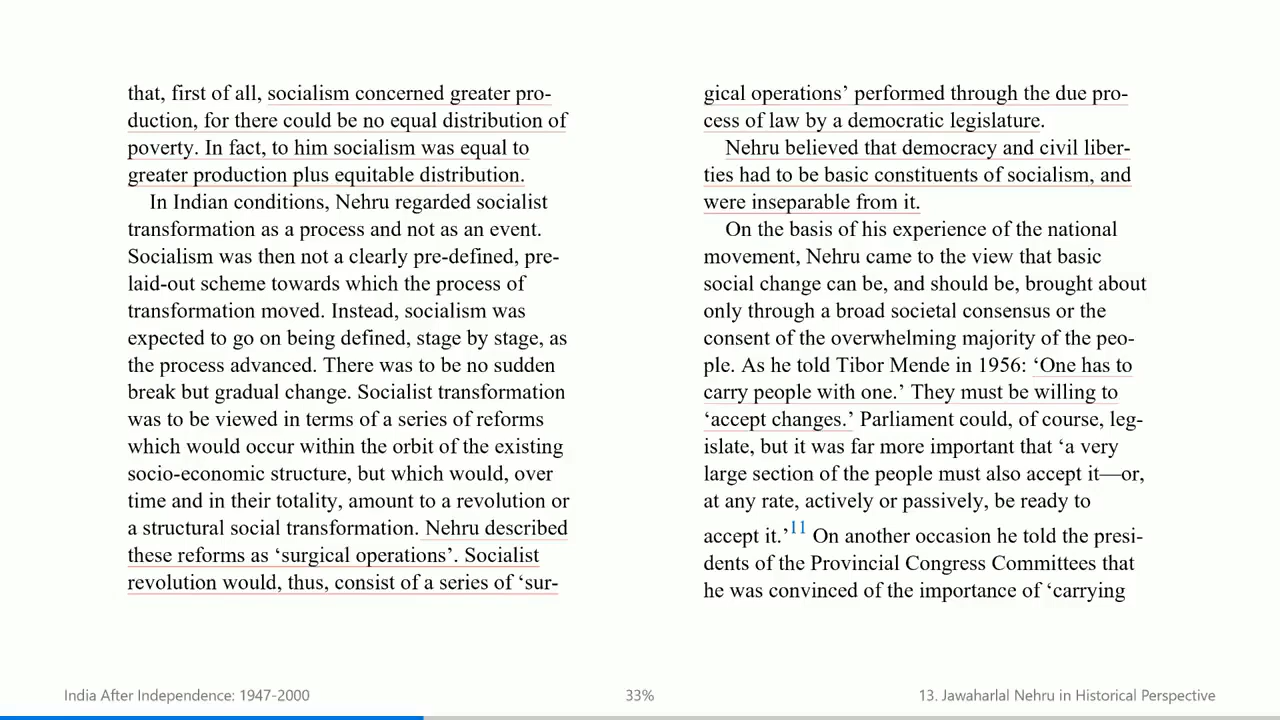 that, first of all, socialism concerned greater pro-
duction, for there could be no equal distribution of
poverty. In fact, to him socialism was equal to
greater production plus equitable distribution.
In Indian conditions, Nehru regarded socialist
transformation as a process and not as an event.
Socialism was then not a clearly pre-defined, pre-
laid-out scheme towards which the process of
transformation moved. Instead, socialism was
expected to go on being defined, stage by stage, as
the process advanced. There was to be no sudden
break but gradual change. Socialist transformation
was to be viewed in terms of a series of reforms
which would occur within the orbit of the existing
socio-economic structure, but which would, over
time and in their totality, amount to a revolution or
a structural social transformation. Nehru described
these reforms as ‘surgical operations’. Socialist
revolution would, thus, consist of a series of ‘sur-
gical operations’ performed through the due pro-
cess of law by a democratic legislature.
Nehru believed that democracy and civil liber-
ties had to be basic constituents of socialism, and
were inseparable from it.
On the basis of his experience of the national
movement, Nehru came to the view that basic
social change can be, and should be, brought about
only through a broad societal consensus or the
consent of the overwhelming majority of the peo-
ple. As he told Tibor Mende in 1956: ‘One has to
carry people with one.’ They must be willing to
‘accept changes.’ Parliament could, of course, leg-
islate, but it was far more important that ‘a very
large section of the people must also accept it—or,
at any rate, actively or passively, be ready to
accept it.’11 On another occasion he told the presi-
dents of the Provincial Congress Committees that
he was convinced of the importance of ‘carrying
India After Independence: 1947-2000
33%
13. Jawaharlal Nehru in Historical Perspective